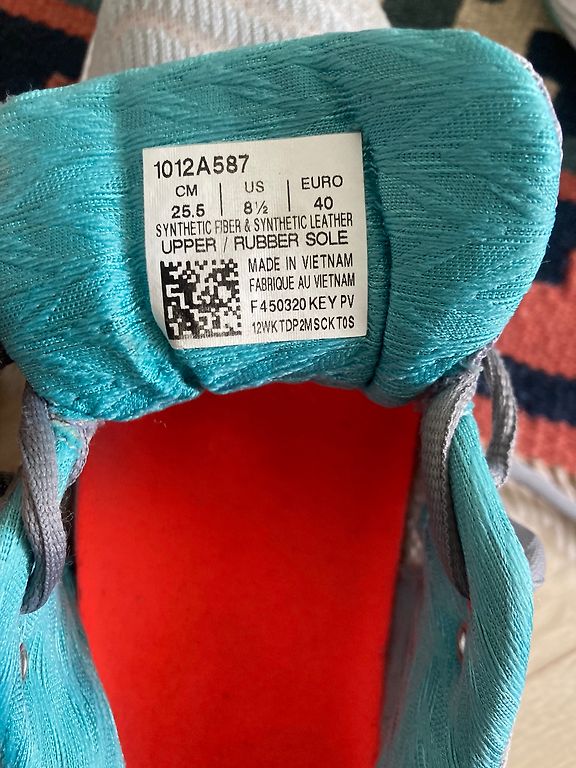 1012A587
CM | US | EURO
25.5 | 8½ | 40
SYNTHETIC FIBER & SYNTHETIC LEATHER
UPPER / RUBBER SOLE
MADE IN VIETNAM
FABRIQUE AU VIETNAM
F450320 KEY PV
12WKTDP2MSCKT0S